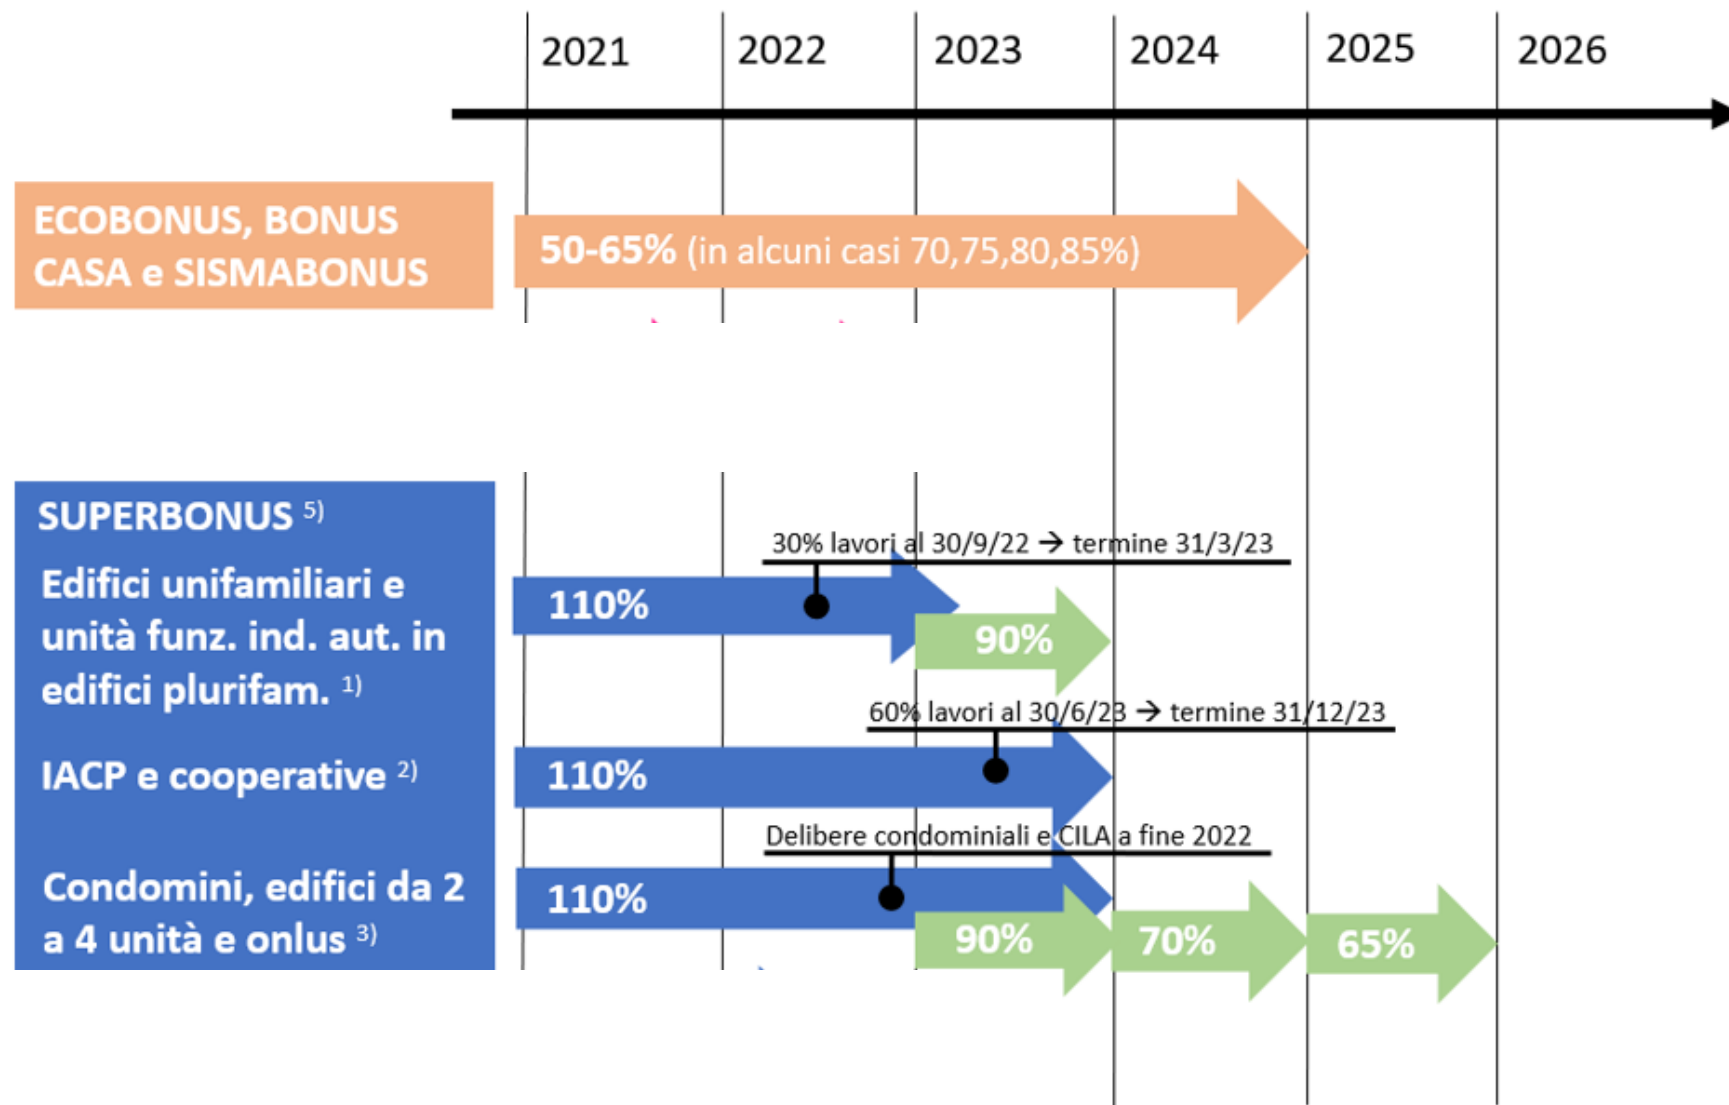 2021 2022 2023 2024 2025 2026
ECOBONUS, BONUS
CASA e SISMABONUS
50-65% (in alcuni casi 70,75,80,85%)
SUPERBONUS 5)
30% lavori al 30/9/22 → termine 31/3/23
Edifici unifamiliari e
unità funz. ind. aut. in
edifici plurifam. 1)
110%
90%
60% lavori al 30/6/23 → termine 31/12/23
IACP e cooperative 2)
110%
Delibere condominiali e CILA a fine 2022
Condomini, edifici da 2
a 4 unità e onlus 3)
110%
90%
70%
65%